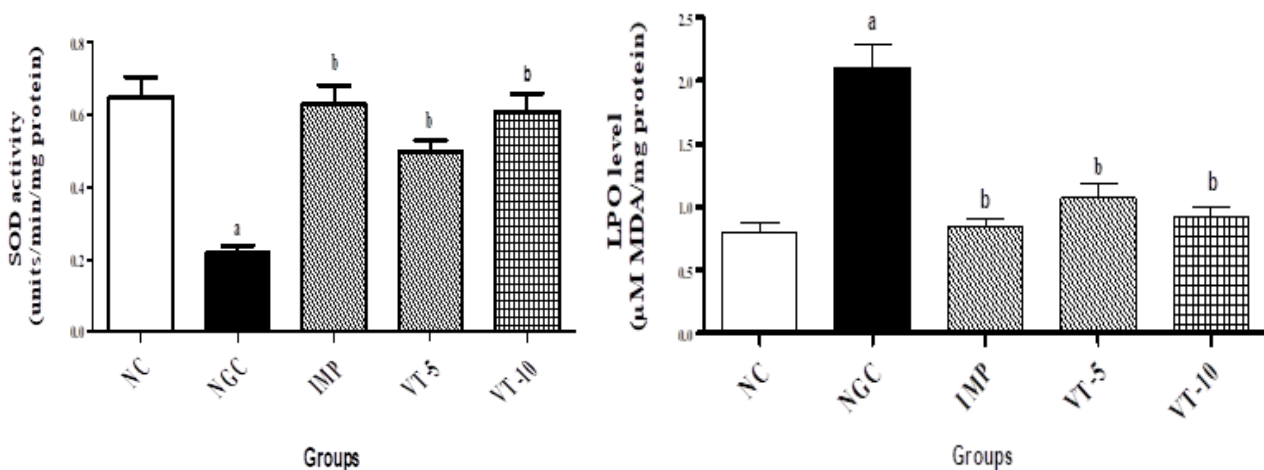 SOD activity
(units/min/mg protein)
0.8
0.6
0.4
0.2
0.0
a
b
b
b
NC
NGC
IMP
VT-5
VT-10
Groups
LPO level
(µM MDA/mg protein)
2.5
2.0
1.5
1.0
0.5
0.0
a
b
b
b
NC
NGC
IMP
VT-5
VT-10
Groups